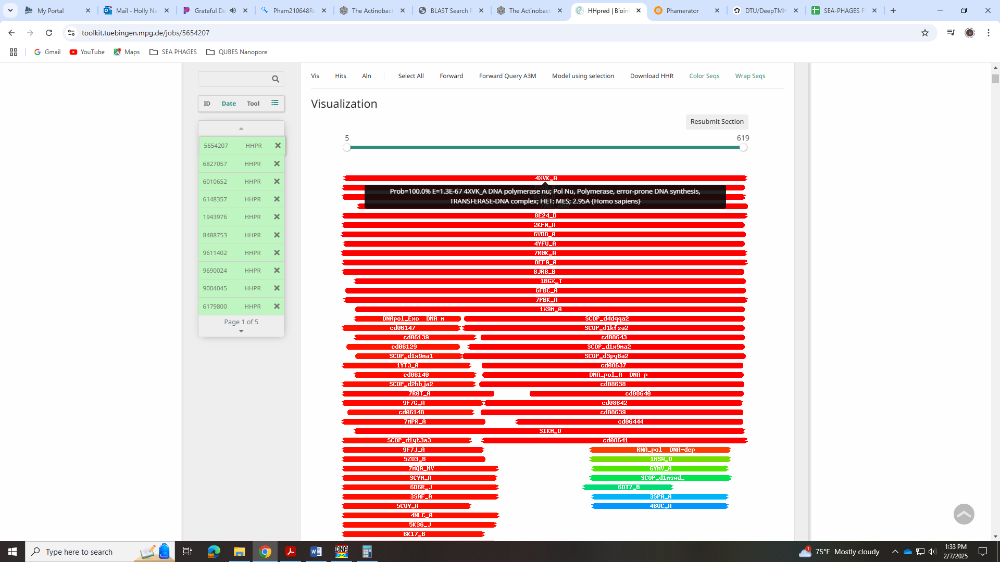 My Portal
Mail - Holly Na
Grateful De
Pham210648Re
The Actinobact
BLAST Search R
The Actinobact
HHpred | Bioinf
Phamerator
DTU/DeepTMH
SEA-PHAGES F
toolkit.tuebingen.mpg.de/jobs/5654207
H
Gmail
YouTube
Maps
SEA PHAGES
QUBES Nanopore
Vis Hits Aln Select All Forward Forward Query A3M Model using selection Download HHR Color Seqs Wrap Seqs
ID Date Tool
5654207 HHPR
6827057 HHPR
6010652 HHPR
6148357 HHPR
1943976 HHPR
8488753 HHPR
9611402 HHPR
9690024 HHPR
9004045 HHPR
6179800 HHPR
Page 1 of 5
Visualization
Resubmit Section
5 619
4XVK_A
Prob=100.0% E=1.3E-67 4XVK_A DNA polymerase nu; Pol Nu, Polymerase, error-prone DNA synthesis,
TRANSFERASE-DNA complex; HET: MES; 2.95A {Homo sapiens}
8E24_D
2KFN_A
6VDD_A
4YFU_A
7R0K_A
8EF9_A
8JRB_B
1BGX_T
6FBC_A
7PBK_A
1X9M_A
DNApol_Exo DNA m SCOP_d4dqqa2
cd06147 SCOP_d1kfsa2
cd06139 cd08643
cd06129 SCOP_d1x9ma2
SCOP_d1x9ma1 SCOP_d3py8a2
1YT3_A cd08637
cd06140 DNA_pol_A DNA p
SCOP_d2hbja2 cd08638
7R0T_A cd08640
9F7G_A cd08642
cd06148 cd08639
7MPR_A cd06444
3IKM_D
SCOP_d1yt3a3 cd08641
9F7J_A RNA_pol DNA-dep
5ZO3_B 1MSW_D
7MQA_NV 6YMV_A
3CYM_A SCOP_d1mswd_
6D6R_J 6DT7_B
3SAF_A 3SPA_A
5C0Y_A 4BOC_A
4NLC_A
5K36_J
6K17_B
Type here to search
DNA
1
75°F Mostly cloudy
1:33 PM
2/7/2025